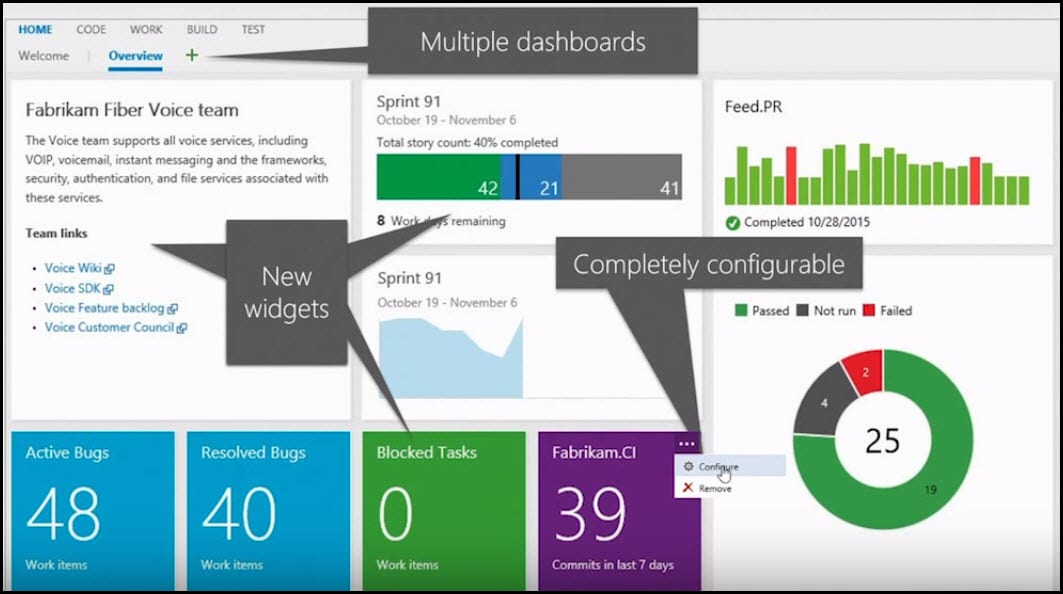 HOME CODE WORK BUILD TEST
Welcome | Overview +
Multiple dashboards
Fabrikam Fiber Voice team
The Voice team supports all voice services, including
VOIP, voicemail, instant messaging and the frameworks,
security, authentication, and file services associated with
these services.
Team links
Voice Wiki
Voice SDK
Voice Feature backlog
Voice Customer Council
New
widgets
Sprint 91
October 19 - November 6
Total story count: 40% completed
42 21 41
8 Work days remaining
Sprint 91
October 19 - November 6
Feed.PR
Completed 10/28/2015
Completely configurable
Passed Not run Failed
2
4
25
19
Active Bugs
48
Work items
Resolved Bugs
40
Work items
Blocked Tasks
0
Work items
Fabrikam.CI
39
Commits in last 7 days
Configure
Remove